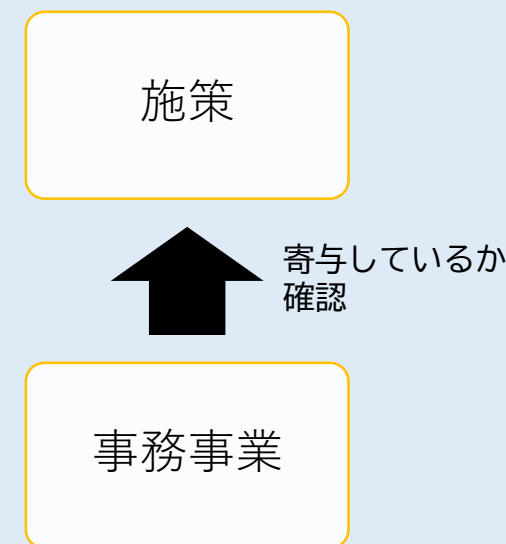 施策
寄与しているか
確認
事務事業